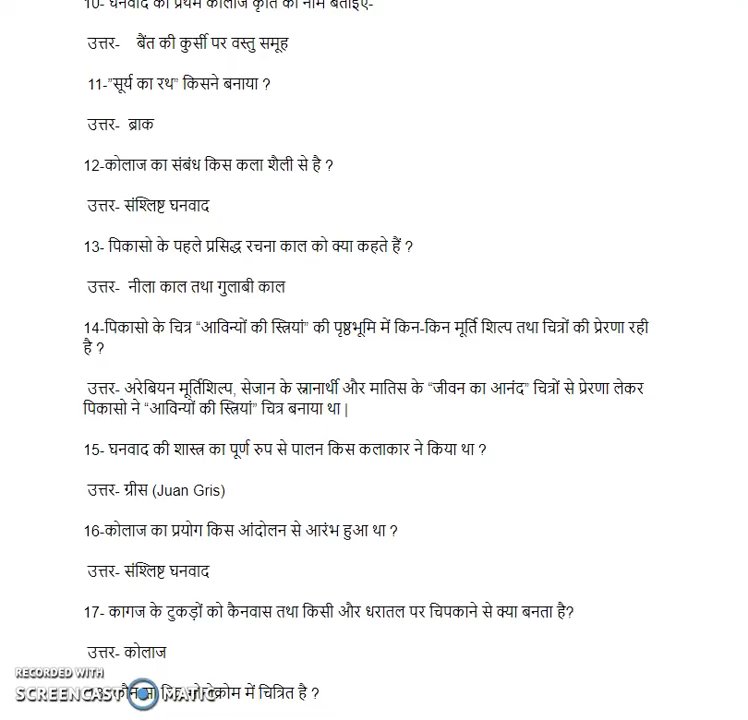 10- घनवाद की प्रथम कोलाज कृति का नाम बताइए-
उत्तर- बैंत की कुर्सी पर वस्तु समूह
11-"सूर्य का रथ" किसने बनाया ?
उत्तर- ब्राक
12-कोलाज का संबंध किस कला शैली से है ?
उत्तर- संश्लिष्ट घनवाद
13- पिकासो के पहले प्रसिद्ध रचना काल को क्या कहते हैं ?
उत्तर- नीला काल तथा गुलाबी काल
14-पिकासो के चित्र "आविन्यों की स्त्रियां" की पृष्ठभूमि में किन-किन मूर्ति शिल्प तथा चित्रों की प्रेरणा रही
है ?
उत्तर- अरेबियन मूर्तिशिल्प, सेजान के स्नानार्थी और मातिस के "जीवन का आनंद" चित्रों से प्रेरणा लेकर
पिकासो ने "आविन्यों की स्त्रियां" चित्र बनाया था |
15- घनवाद की शास्त्र का पूर्ण रुप से पालन किस कलाकार ने किया था ?
उत्तर- ग्रीस (Juan Gris)
16-कोलाज का प्रयोग किस आंदोलन से आरंभ हुआ था ?
उत्तर- संश्लिष्ट घनवाद
17- कागज के टुकड़ों को कैनवास तथा किसी और धरातल पर चिपकाने से क्या बनता है?
उत्तर- कोलाज
RECORDED WITH
SCREENCAST MATIC
में चित्रित है ?